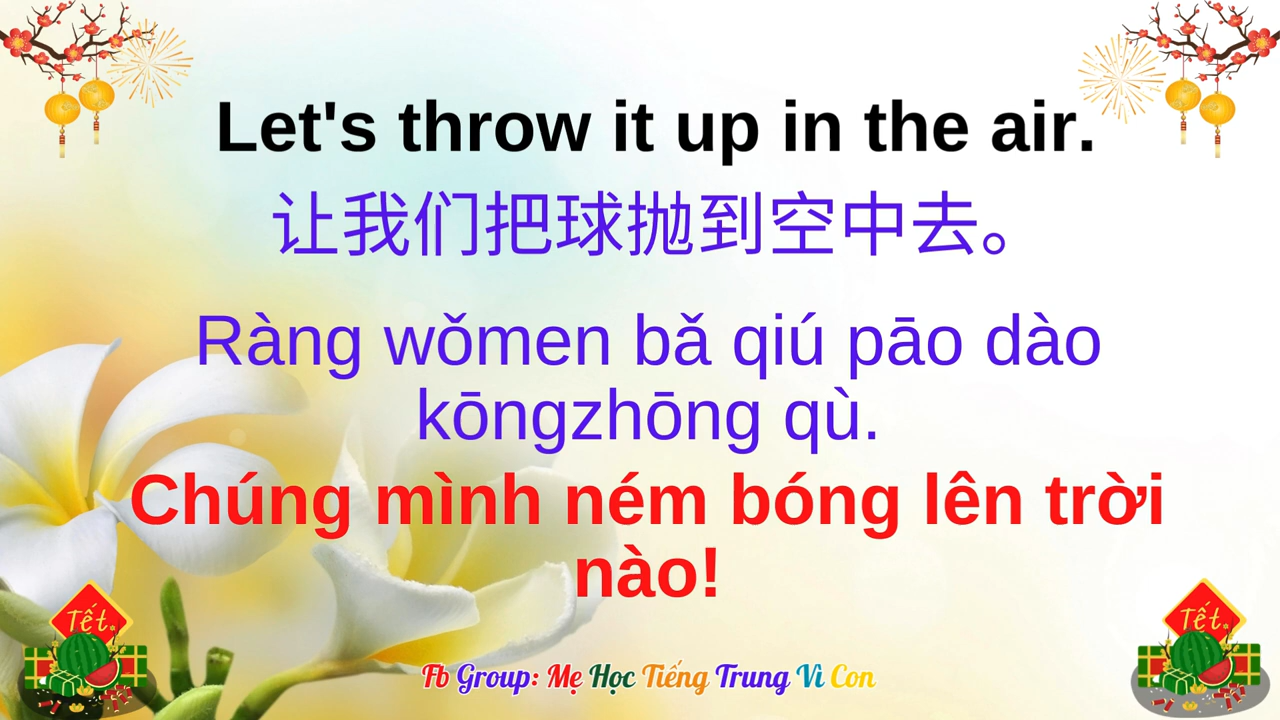 Let's throw it up in the air.
让我们把球抛到空中去。
Ràng wǒmen bǎ qiú pāo dào
kōngzhōng qù.
Chúng mình ném bóng lên trời
nào!
Tết
Tết
Fb Group: Mẹ Học Tiếng Trung Vì Con